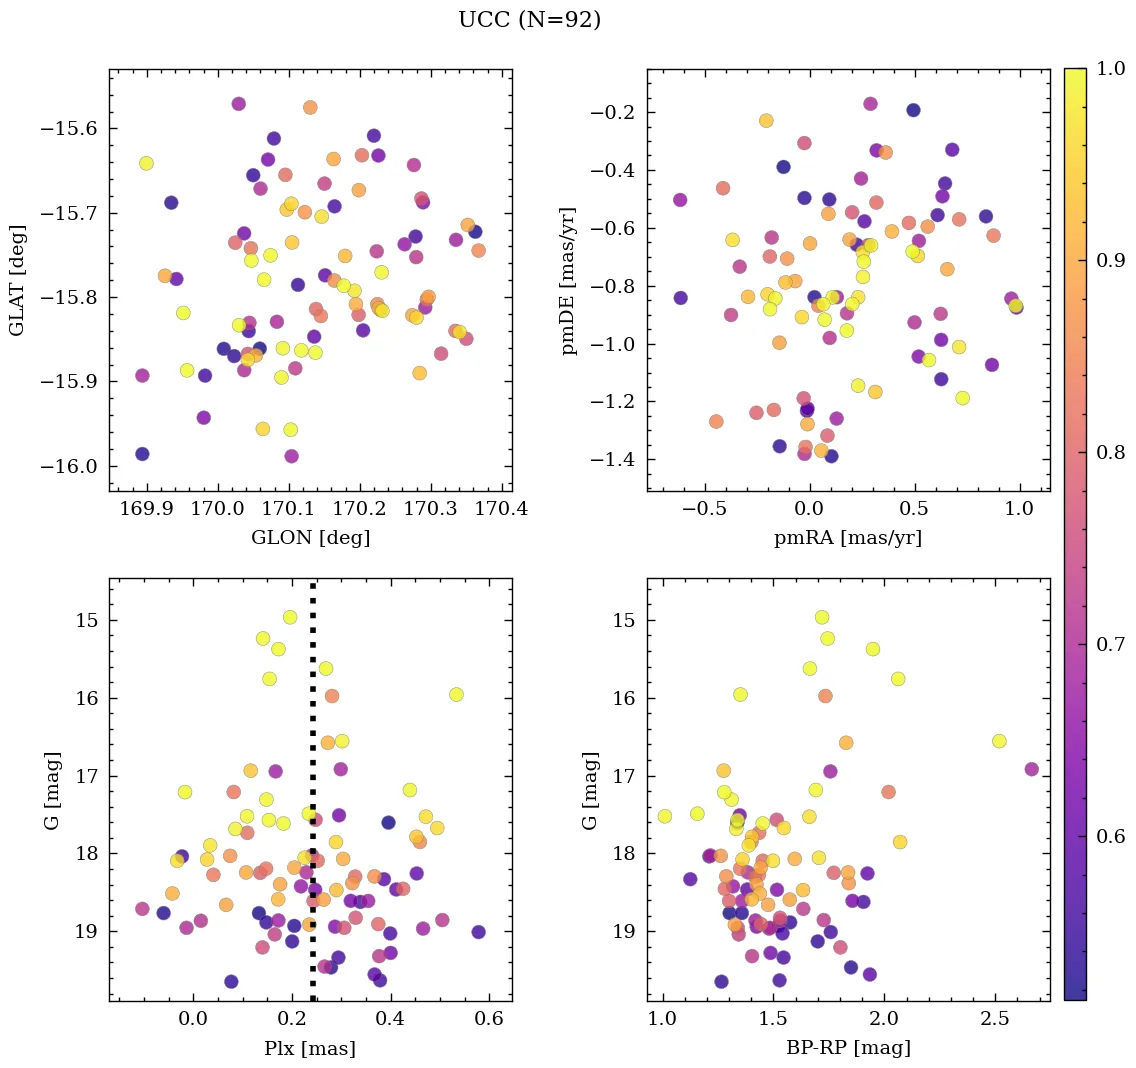 UCC (N=92)
−15.6
−15.7
−15.8
−15.9
−16.0
GLAT [deg]
169.9 170.0 170.1 170.2 170.3 170.4
GLON [deg]
−0.2
−0.4
−0.6
−0.8
−1.0
−1.2
−1.4
pmDE [mas/yr]
−0.5 0.0 0.5 1.0
pmRA [mas/yr]
15
16
17
18
19
G [mag]
0.0 0.2 0.4 0.6
Plx [mas]
15
16
17
18
19
G [mag]
1.0 1.5 2.0 2.5
BP-RP [mag]
1.0
0.9
0.8
0.7
0.6